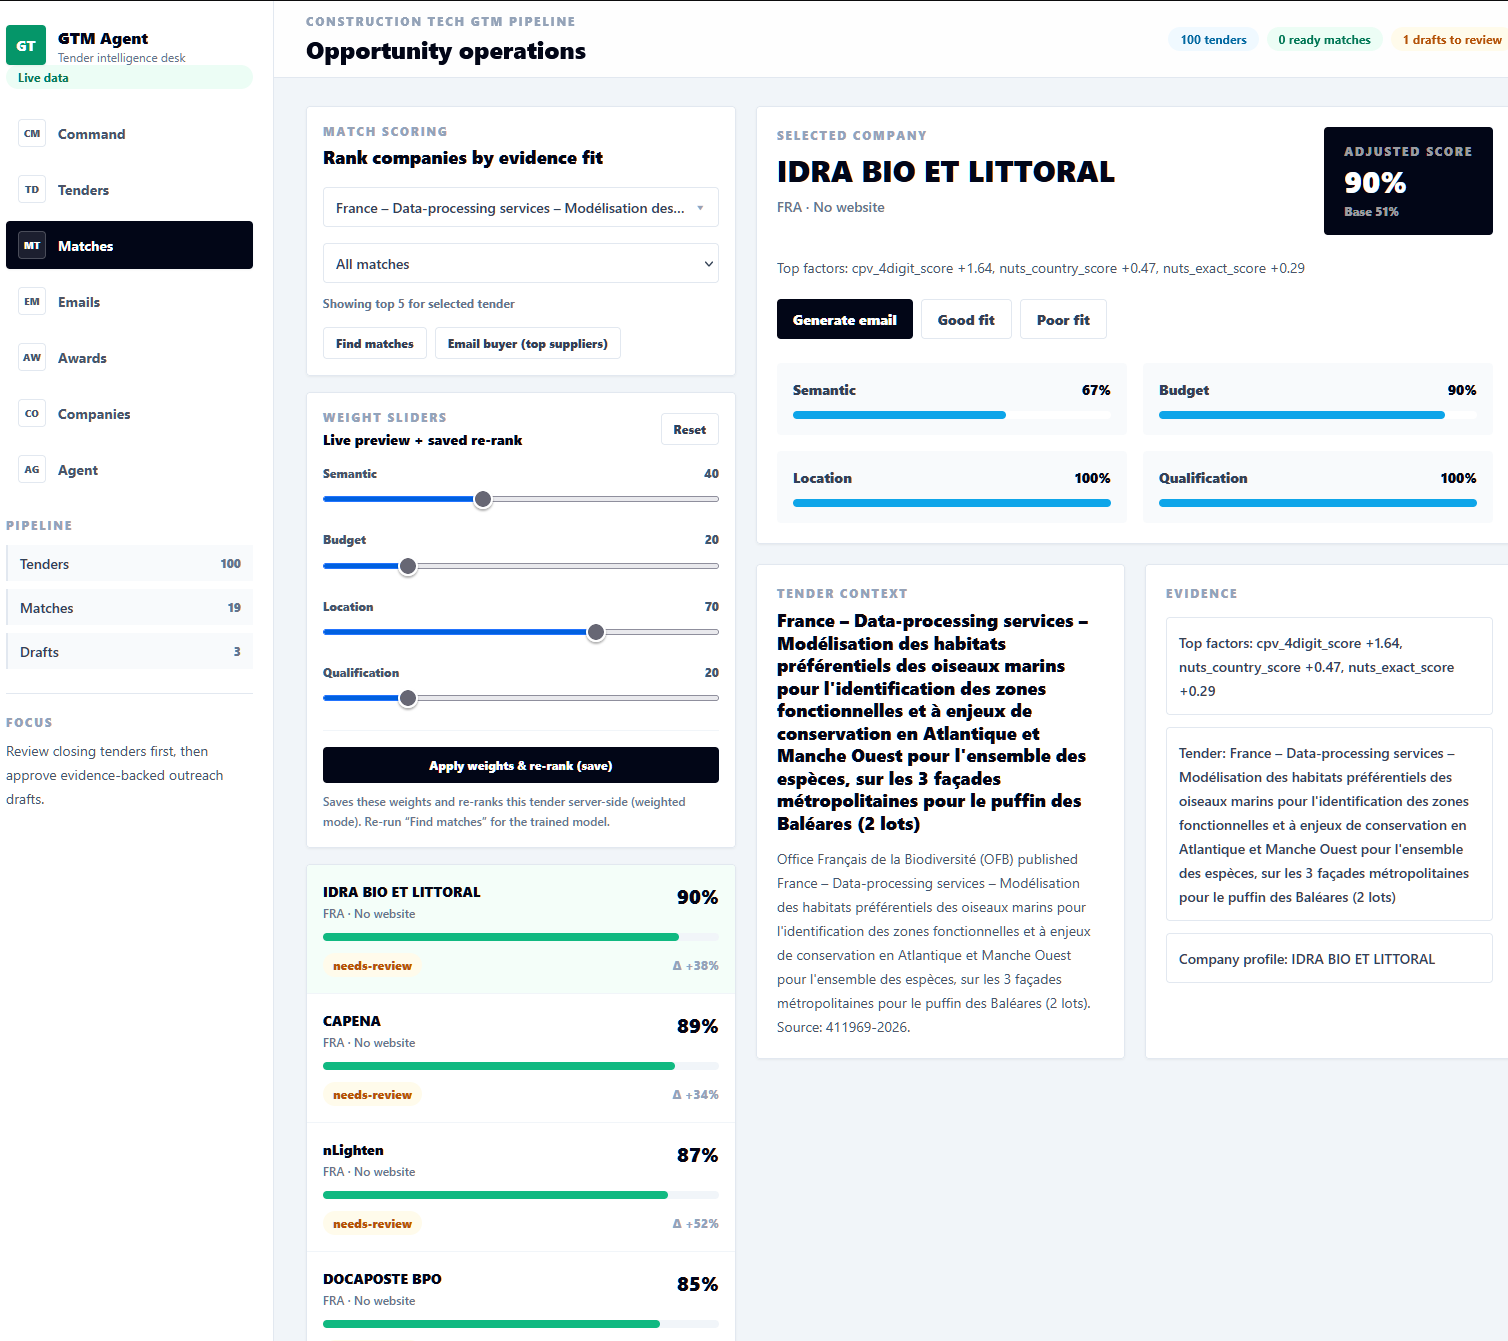 GT
GTM Agent
Tender intelligence desk
Live data
CM
Command
TD
Tenders
MT
Matches
EM
Emails
AW
Awards
CO
Companies
AG
Agent
PIPELINE
Tenders 100
Matches 19
Drafts 3
FOCUS
Review closing tenders first, then
approve evidence-backed outreach
drafts.
CONSTRUCTION TECH GTM PIPELINE
Opportunity operations
100 tenders
0 ready matches
1 drafts to review
MATCH SCORING
Rank companies by evidence fit
France – Data-processing services – Modélisation des...
All matches
Showing top 5 for selected tender
Find matches
Email buyer (top suppliers)
WEIGHT SLIDERS
Live preview + saved re-rank
Reset
Semantic 40
Budget 20
Location 70
Qualification 20
Apply weights & re-rank (save)
Saves these weights and re-ranks this tender server-side (weighted
mode). Re-run “Find matches” for the trained model.
IDRA BIO ET LITTORAL 90%
FRA · No website
needs-review Δ +38%
CAPENA 89%
FRA · No website
needs-review Δ +34%
nLighten 87%
FRA · No website
needs-review Δ +52%
DOCAPOSTE BPO 85%
FRA · No website
SELECTED COMPANY
IDRA BIO ET LITTORAL
FRA · No website
ADJUSTED SCORE
90%
Base 51%
Top factors: cpv_4digit_score +1.64, nuts_country_score +0.47, nuts_exact_score +0.29
Generate email
Good fit
Poor fit
Semantic 67%
Budget 90%
Location 100%
Qualification 100%
TENDER CONTEXT
France – Data-processing services –
Modélisation des habitats
préférentiels des oiseaux marins
pour l'identification des zones
fonctionnelles et à enjeux de
conservation en Atlantique et
Manche Ouest pour l'ensemble des
espèces, sur les 3 façades
métropolitaines pour le puffin des
Baléares (2 lots)
Office Français de la Biodiversité (OFB) published
France – Data-processing services – Modélisation
des habitats préférentiels des oiseaux marins pour
l'identification des zones fonctionnelles et à enjeux
de conservation en Atlantique et Manche Ouest
pour l'ensemble des espèces, sur les 3 façades
métropolitaines pour le puffin des Baléares (2 lots).
Source: 411969-2026.
EVIDENCE
Top factors: cpv_4digit_score +1.64,
nuts_country_score +0.47, nuts_exact_score
+0.29
Tender: France – Data-processing services –
Modélisation des habitats préférentiels des
oiseaux marins pour l'identification des zones
fonctionnelles et à enjeux de conservation en
Atlantique et Manche Ouest pour l'ensemble
des espèces, sur les 3 façades métropolitaines
pour le puffin des Baléares (2 lots)
Company profile: IDRA BIO ET LITTORAL